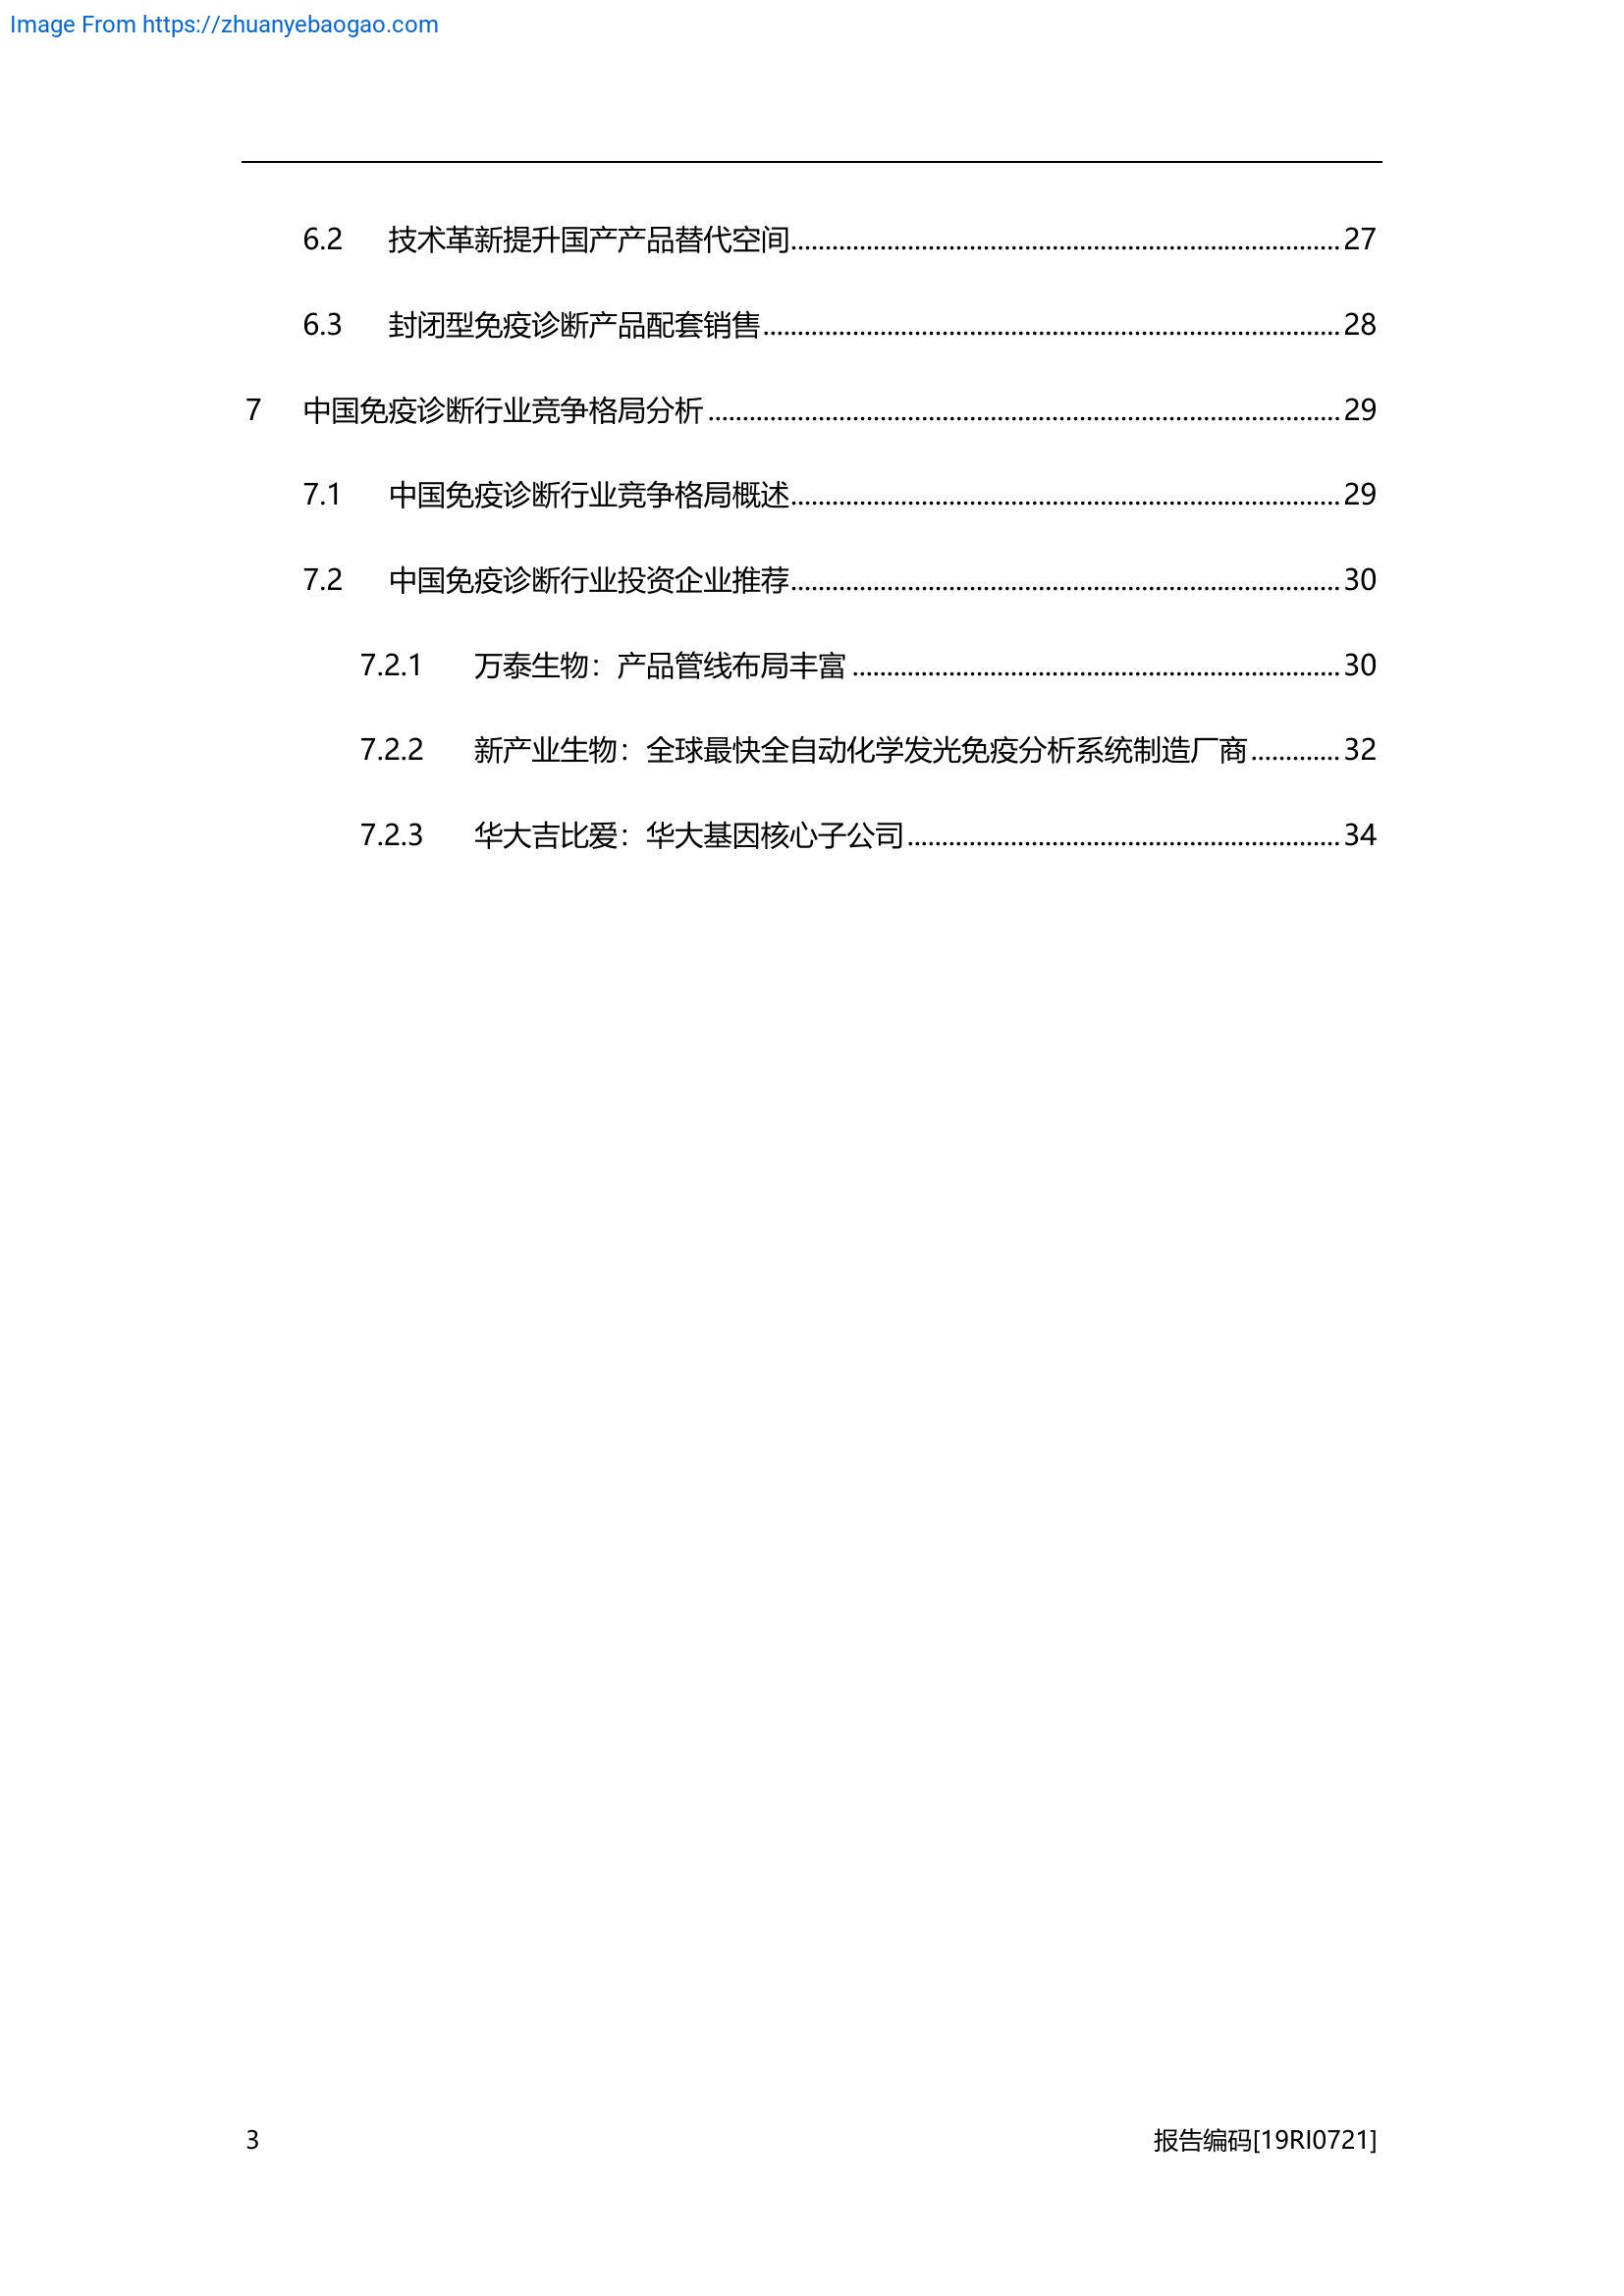 Image From https://zhuanyebaogao.com
6.2 技术革新提升国产产品替代空间................................................................................27
6.3 封闭型免疫诊断产品配套销售....................................................................................28
7 中国免疫诊断行业竞争格局分析............................................................................................29
7.1 中国免疫诊断行业竞争格局概述................................................................................29
7.2 中国免疫诊断行业投资企业推荐................................................................................30
7.2.1 万泰生物：产品管线布局丰富.......................................................................30
7.2.2 新产业生物：全球最快全自动化学发光免疫分析系统制造厂商.............32
7.2.3 华大吉比爱：华大基因核心子公司...............................................................34
3 报告编码[19RI0721]